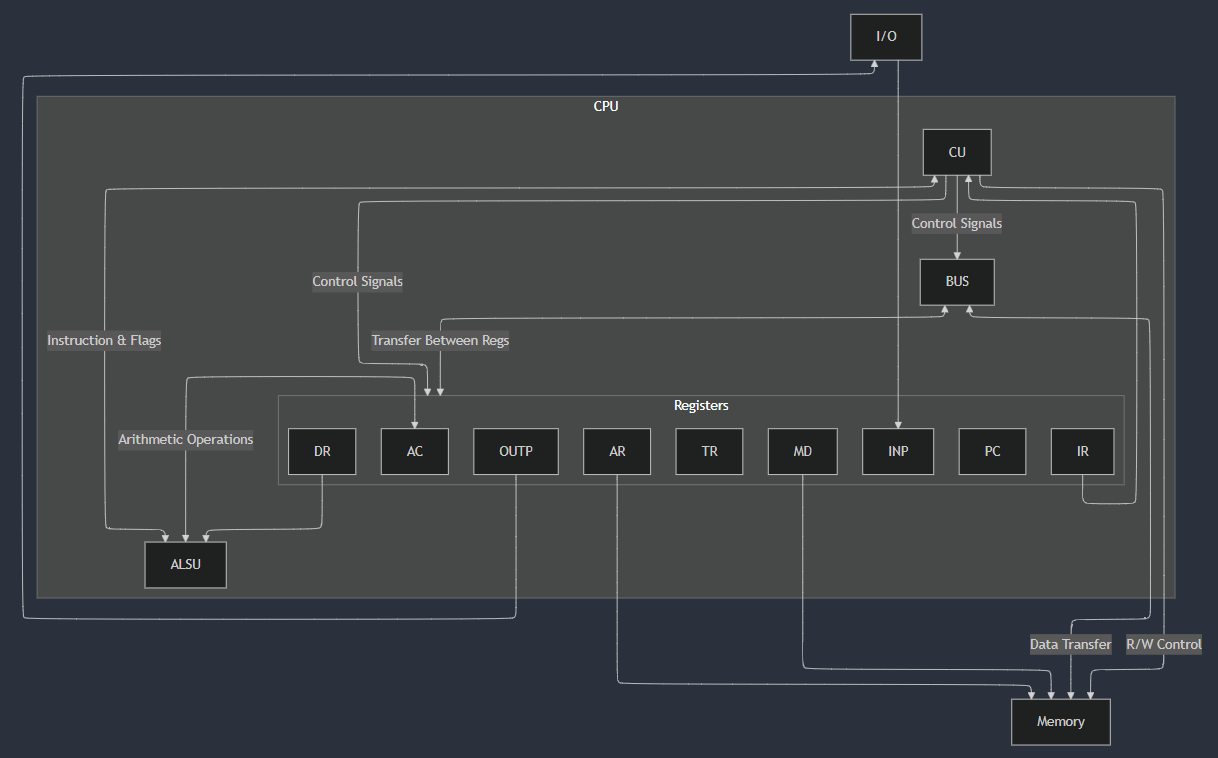 I/O
CPU
CU
Control Signals
BUS
Control Signals
Instruction & Flags
Transfer Between Regs
Registers
Arithmetic Operations
DR
AC
OUTP
AR
TR
MD
INP
PC
IR
ALSU
Data Transfer
R/W Control
Memory